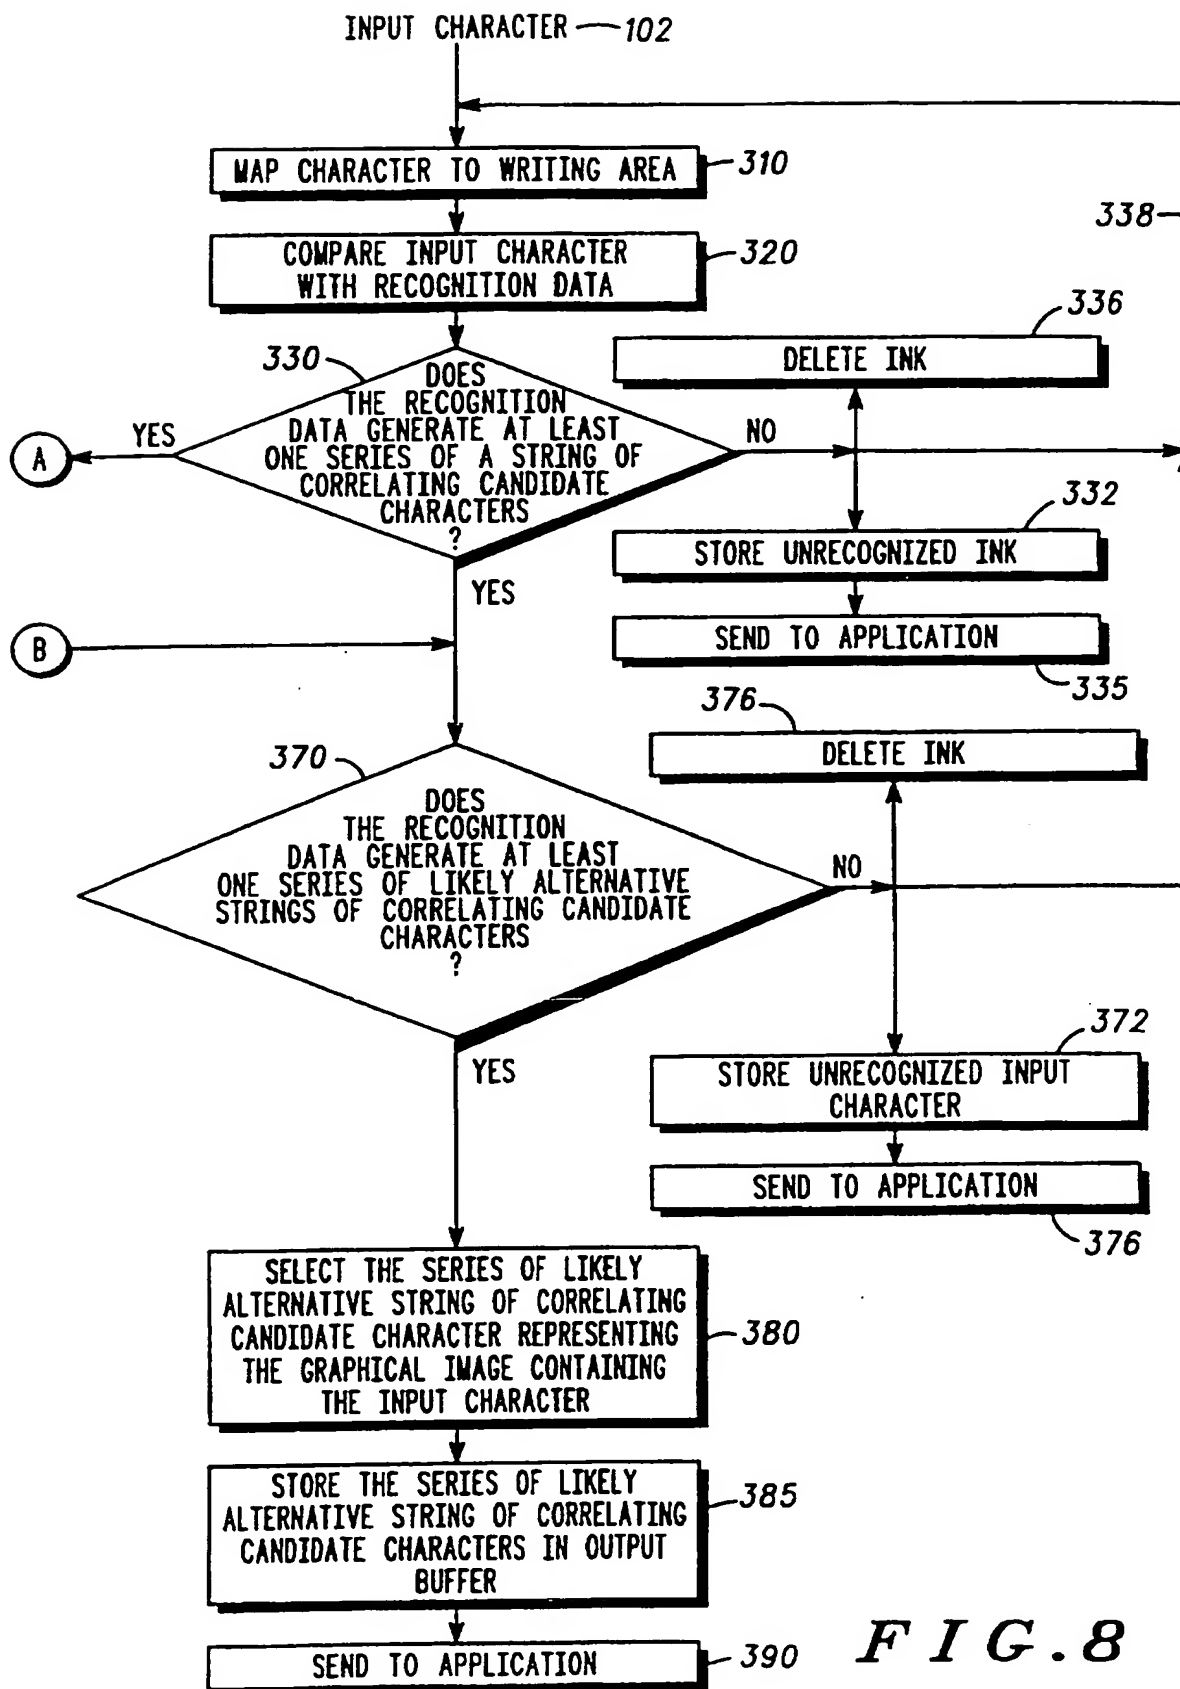 INPUT CHARACTER 102
MAP CHARACTER TO WRITING AREA
310
338
COMPARE INPUT CHARACTER
WITH RECOGNITION DATA
320
336
DELETE INK
330
DOES
THE RECOGNITION
DATA GENERATE AT LEAST
ONE SERIES OF A STRING OF
CORRELATING CANDIDATE
CHARACTERS
?
YES
NO
A
332
STORE UNRECOGNIZED INK
YES
B
SEND TO APPLICATION
335
376
DELETE INK
370
DOES
THE RECOGNITION
DATA GENERATE AT LEAST
ONE SERIES OF LIKELY ALTERNATIVE
STRINGS OF CORRELATING CANDIDATE
CHARACTERS
?
NO
YES
372
STORE UNRECOGNIZED INPUT
CHARACTER
SEND TO APPLICATION
376
SELECT THE SERIES OF LIKELY
ALTERNATIVE STRING OF CORRELATING
CANDIDATE CHARACTER REPRESENTING
THE GRAPHICAL IMAGE CONTAINING
THE INPUT CHARACTER
380
STORE THE SERIES OF LIKELY
ALTERNATIVE STRING OF CORRELATING
CANDIDATE CHARACTERS IN OUTPUT
BUFFER
385
SEND TO APPLICATION
390
FIG.8